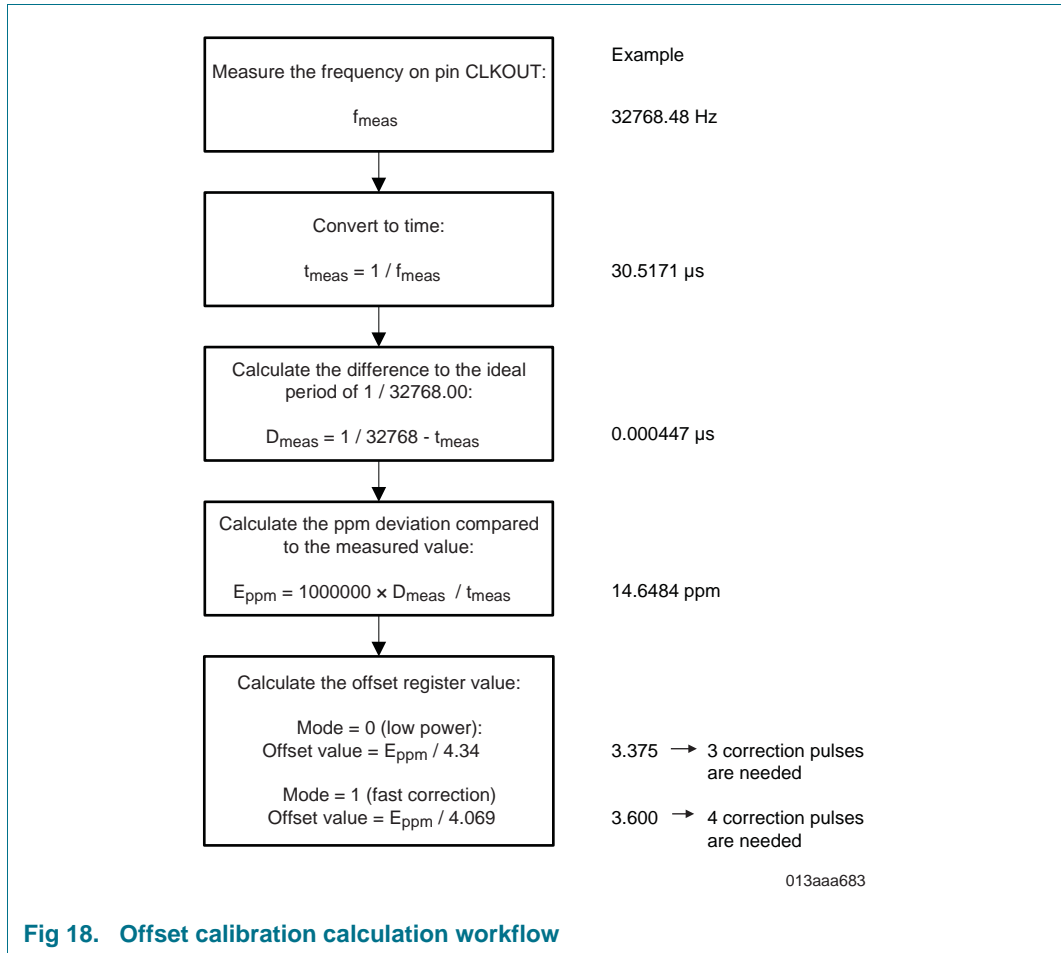 Measure the frequency on pin CLKOUT:
f_meas
Example
32768.48 Hz
Convert to time:
t_meas = 1 / f_meas
30.5171 µs
Calculate the difference to the ideal
period of 1 / 32768.00:
D_meas = 1 / 32768 - t_meas
0.000447 µs
Calculate the ppm deviation compared
to the measured value:
E_ppm = 1000000 × D_meas / t_meas
14.6484 ppm
Calculate the offset register value:
Mode = 0 (low power):
Offset value = E_ppm / 4.34
3.375 → 3 correction pulses
are needed
Mode = 1 (fast correction)
Offset value = E_ppm / 4.069
3.600 → 4 correction pulses
are needed
013aaa683
Fig 18. Offset calibration calculation workflow